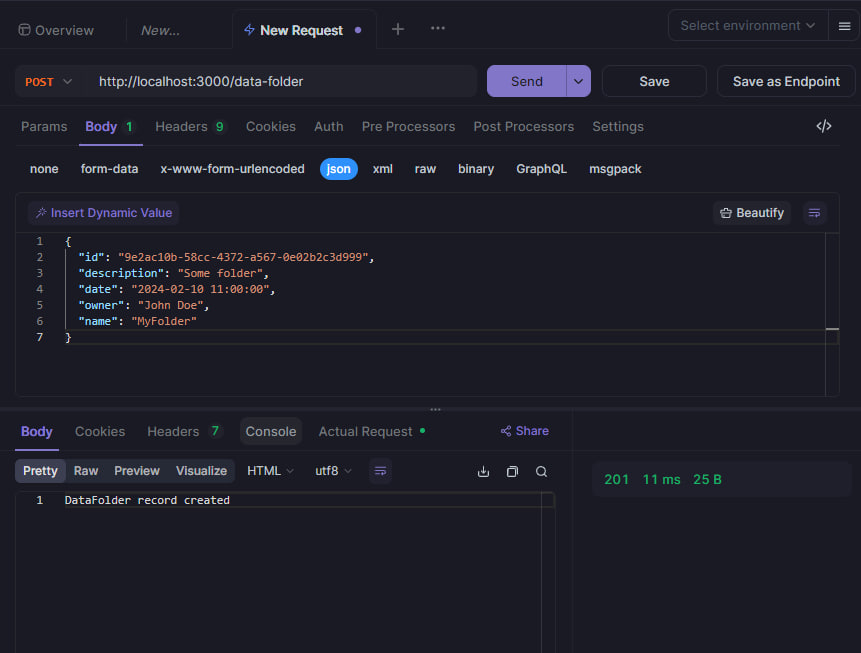 Overview New... New Request + ... Select environment
POST http://localhost:3000/data-folder Send Save Save as Endpoint
Params Body 1 Headers 9 Cookies Auth Pre Processors Post Processors Settings </>
none form-data x-www-form-urlencoded json xml raw binary GraphQL msgpack
Insert Dynamic Value Beautify
1 {
2 "id": "9e2ac10b-58cc-4372-a567-0e02b2c3d999",
3 "description": "Some folder",
4 "date": "2024-02-10 11:00:00",
5 "owner": "John Doe",
6 "name": "MyFolder"
7 }
Body Cookies Headers 7 Console Actual Request Share
Pretty Raw Preview Visualize HTML utf8
201 11 ms 25 B
1 DataFolder record created